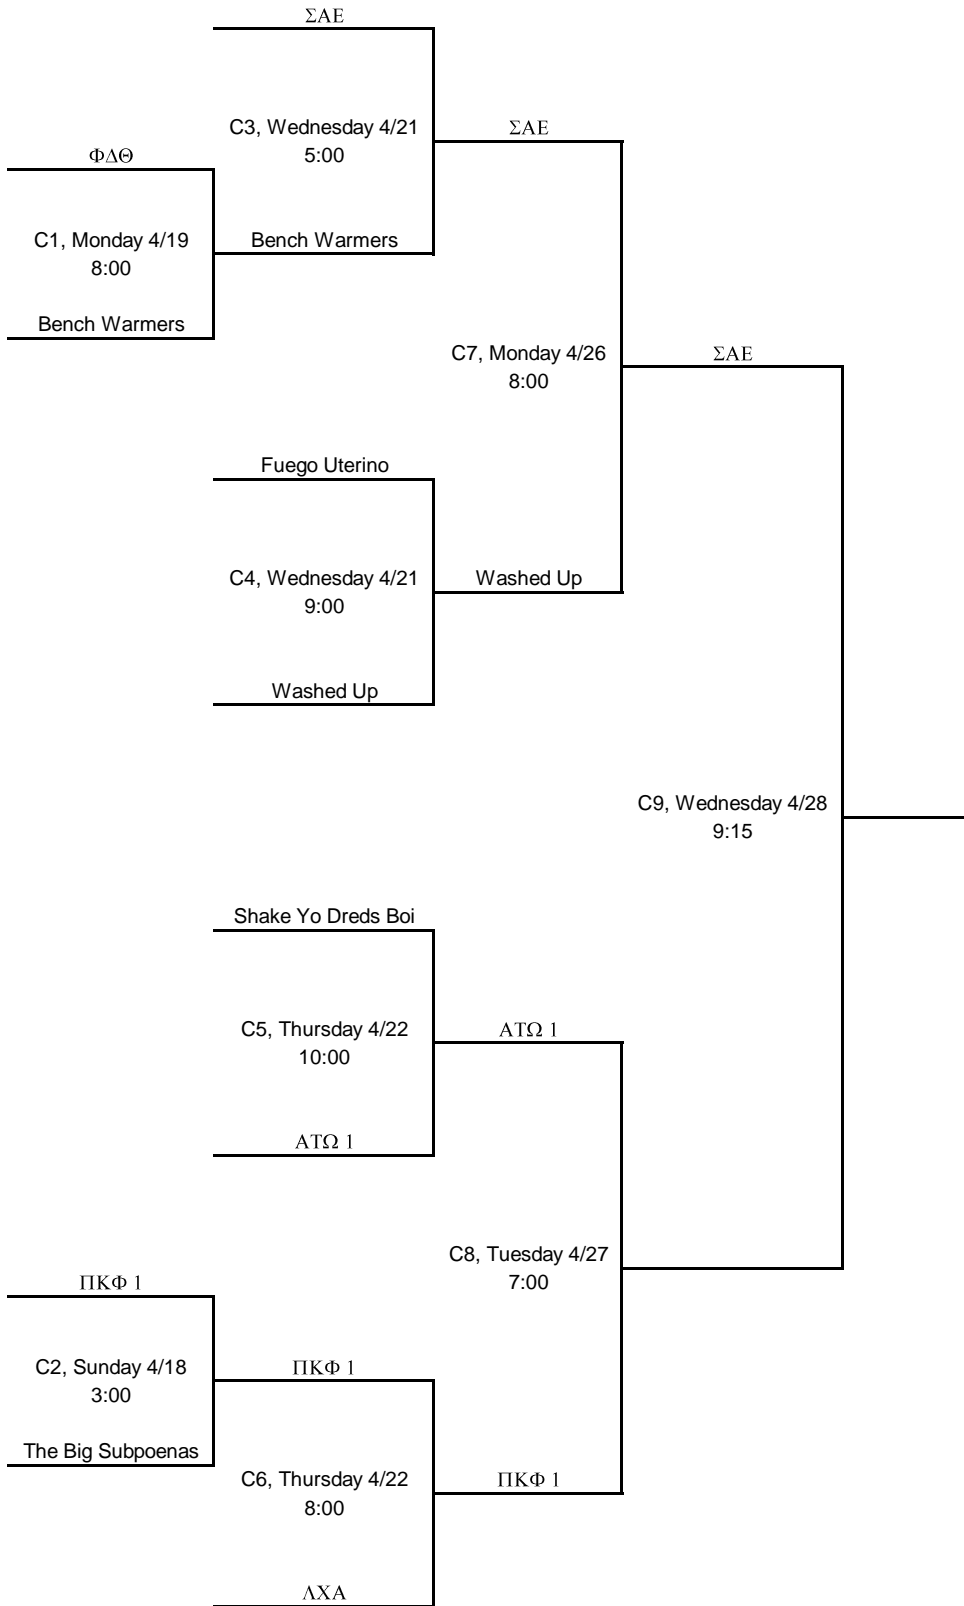 ΣΑΕ
C3, Wednesday 4/21
5:00
ΣΑΕ
ΦΔΘ
C1, Monday 4/19
8:00
Bench Warmers
Bench Warmers
C7, Monday 4/26
8:00
ΣΑΕ
Fuego Uterino
C4, Wednesday 4/21
9:00
Washed Up
Washed Up
C9, Wednesday 4/28
9:15
Shake Yo Dreds Boi
C5, Thursday 4/22
10:00
ΑΤΩ 1
ΑΤΩ 1
C8, Tuesday 4/27
7:00
ΠΚΦ 1
C2, Sunday 4/18
3:00
ΠΚΦ 1
The Big Subpoenas
C6, Thursday 4/22
8:00
ΠΚΦ 1
ΛΧΑ